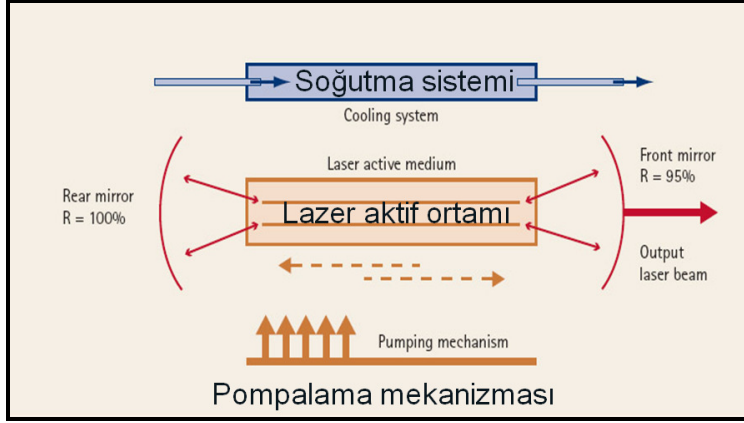 Soğutma sistemi
Cooling system
Laser active medium
Rear mirror
R = 100%
Lazer aktif ortamı
Front mirror
R = 95%
Output
laser beam
Pumping mechanism
Pompalama mekanizması